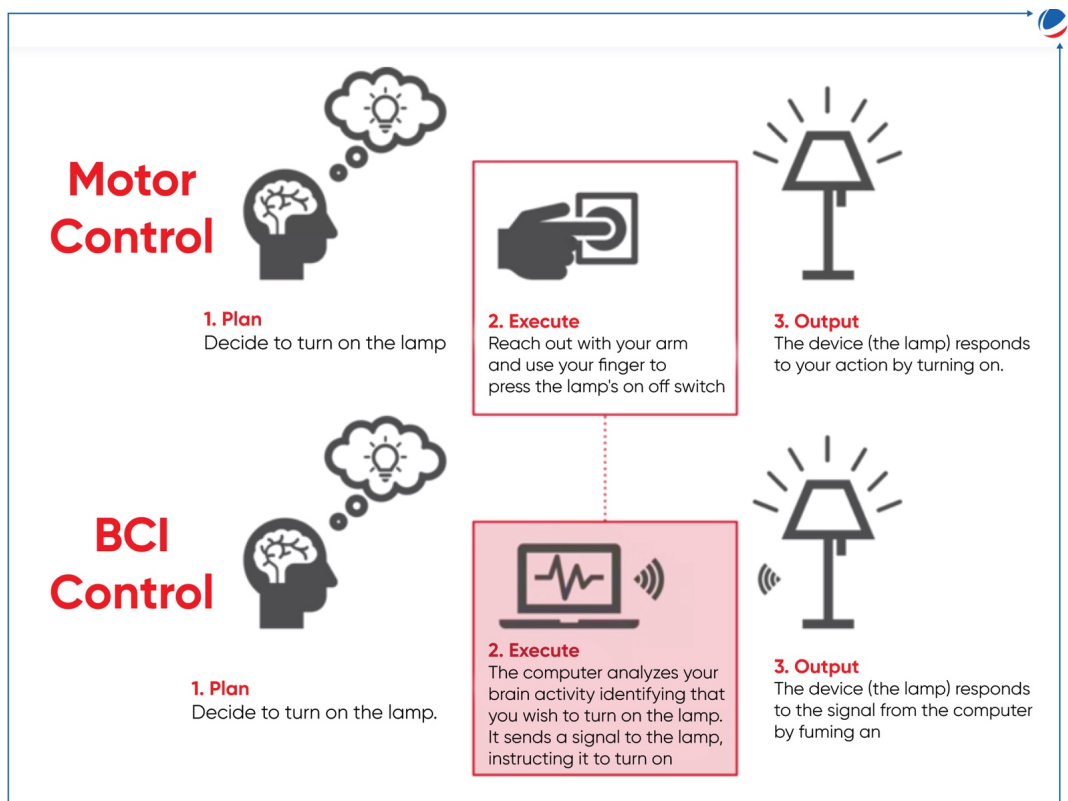 Motor
Control
1. Plan
Decide to turn on the lamp
2. Execute
Reach out with your arm
and use your finger to
press the lamp's on off switch
3. Output
The device (the lamp) responds
to your action by turning on.
BCI
Control
1. Plan
Decide to turn on the lamp.
2. Execute
The computer analyzes your
brain activity identifying that
you wish to turn on the lamp.
It sends a signal to the lamp,
instructing it to turn on
3. Output
The device (the lamp) responds
to the signal from the computer
by fuming an